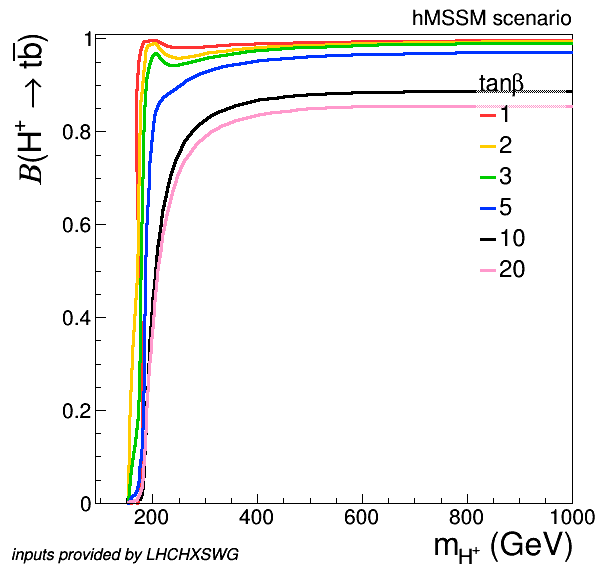 hMSSM scenario
B(H⁺ → tb̅)
1
0.8
0.6
0.4
0.2
0
tanβ
1
2
3
5
10
20
200 400 600 800 1000
m_H⁺ (GeV)
inputs provided by LHCHXSWG